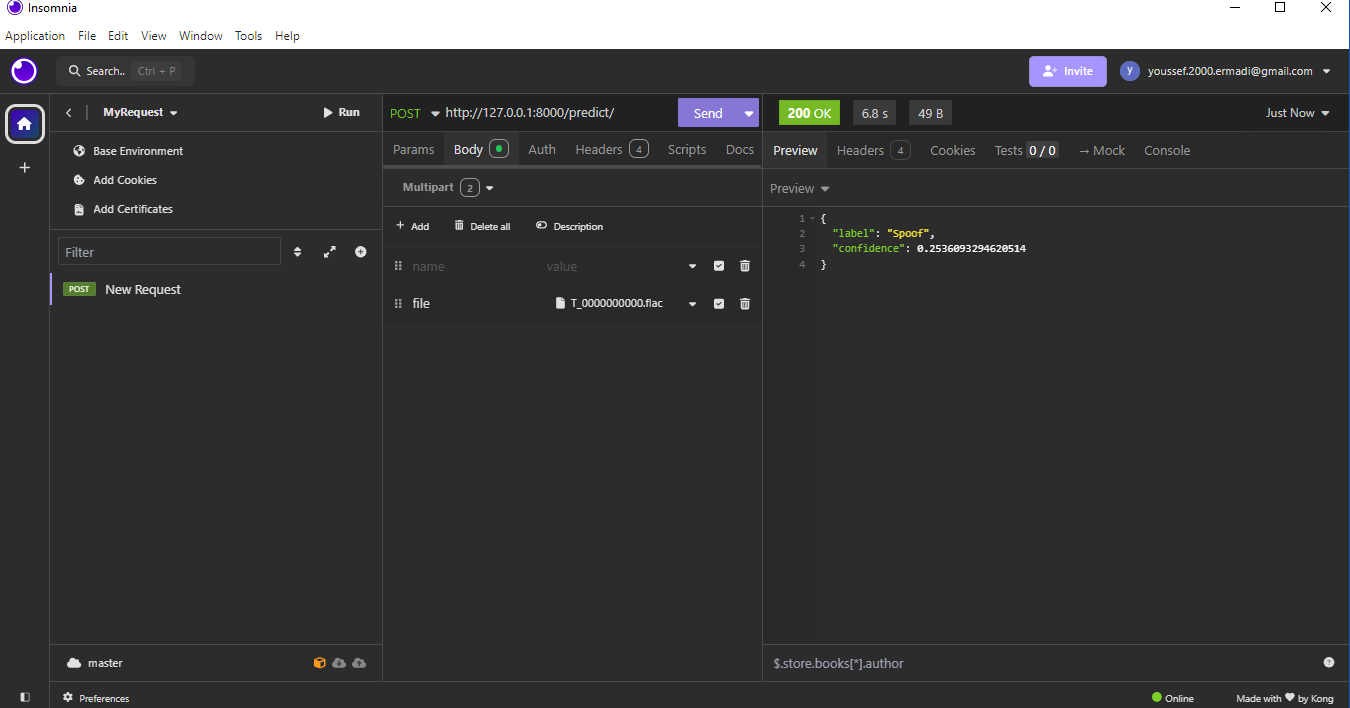 Insomnia
Application File Edit View Window Tools Help
Search.. Ctrl + P
Invite
y youssef.2000.ermadi@gmail.com
MyRequest
Run
POST http://127.0.0.1:8000/predict/
Send
200 OK 6.8 s 49 B
Just Now
Base Environment
Add Cookies
Add Certificates
Params Body Auth Headers 4 Scripts Docs
Preview Headers 4 Cookies Tests 0 / 0 → Mock Console
Multipart 2
Preview
Add Delete all Description
Filter
name value
file T_0000000000.flac
POST New Request
1 {
2 "label": "Spoof",
3 "confidence": 0.2536093294620514
4 }
master
$.store.books[*].author
Preferences
Online
Made with ❤ by Kong